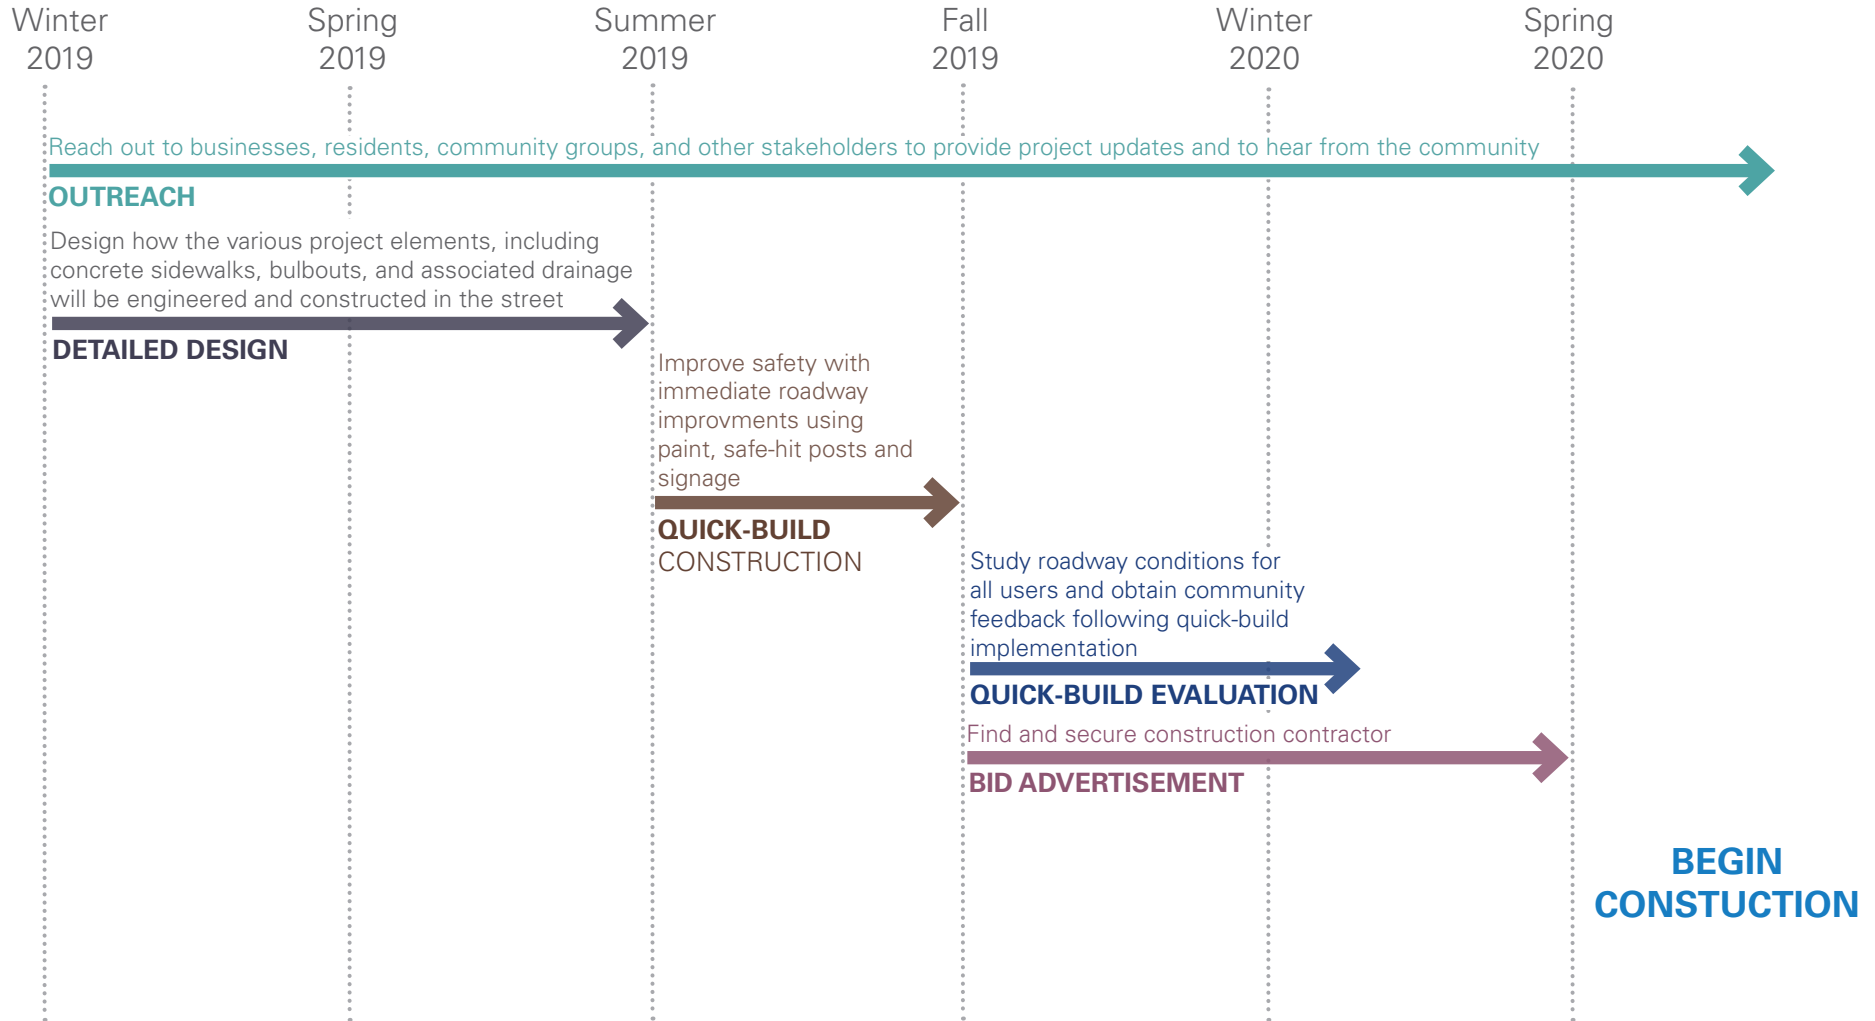 Winter
2019
Spring
2019
Summer
2019
Fall
2019
Winter
2020
Spring
2020
Reach out to businesses, residents, community groups, and other stakeholders to provide project updates and to hear from the community
OUTREACH
Design how the various project elements, including
concrete sidewalks, bulbouts, and associated drainage
will be engineered and constructed in the street
DETAILED DESIGN
Improve safety with
immediate roadway
improvments using
paint, safe-hit posts and
signage
QUICK-BUILD
CONSTRUCTION
Study roadway conditions for
all users and obtain community
feedback following quick-build
implementation
QUICK-BUILD EVALUATION
Find and secure construction contractor
BID ADVERTISEMENT
BEGIN
CONSTUCTION